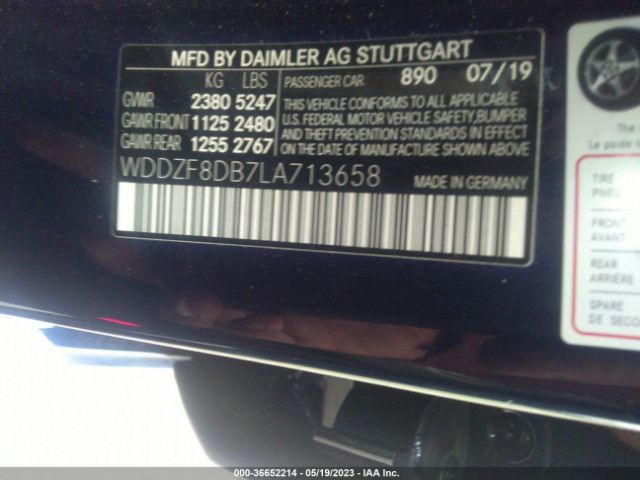 MFD BY DAIMLER AG STUTTGART
KG LBS
GVWR 2380 5247
GAWR FRONT 1125 2480
GAWR REAR 1255 2767
PASSENGER CAR 890 07/19
THIS VEHICLE CONFORMS TO ALL APPLICABLE
U.S. FEDERAL MOTOR VEHICLE SAFETY, BUMPER
AND THEFT PREVENTION STANDARDS IN EFFECT
ON THE DATE OF MANUFACTURE SHOWN ABOVE
WDDZF8DB7LA713658 MADE IN GERMANY
TIRE
PNEU
FRONT
AVANT
REAR
ARRIÈRE
SPARE
DE SECO
000-36652214 - 05/19/2023 - IAA Inc.